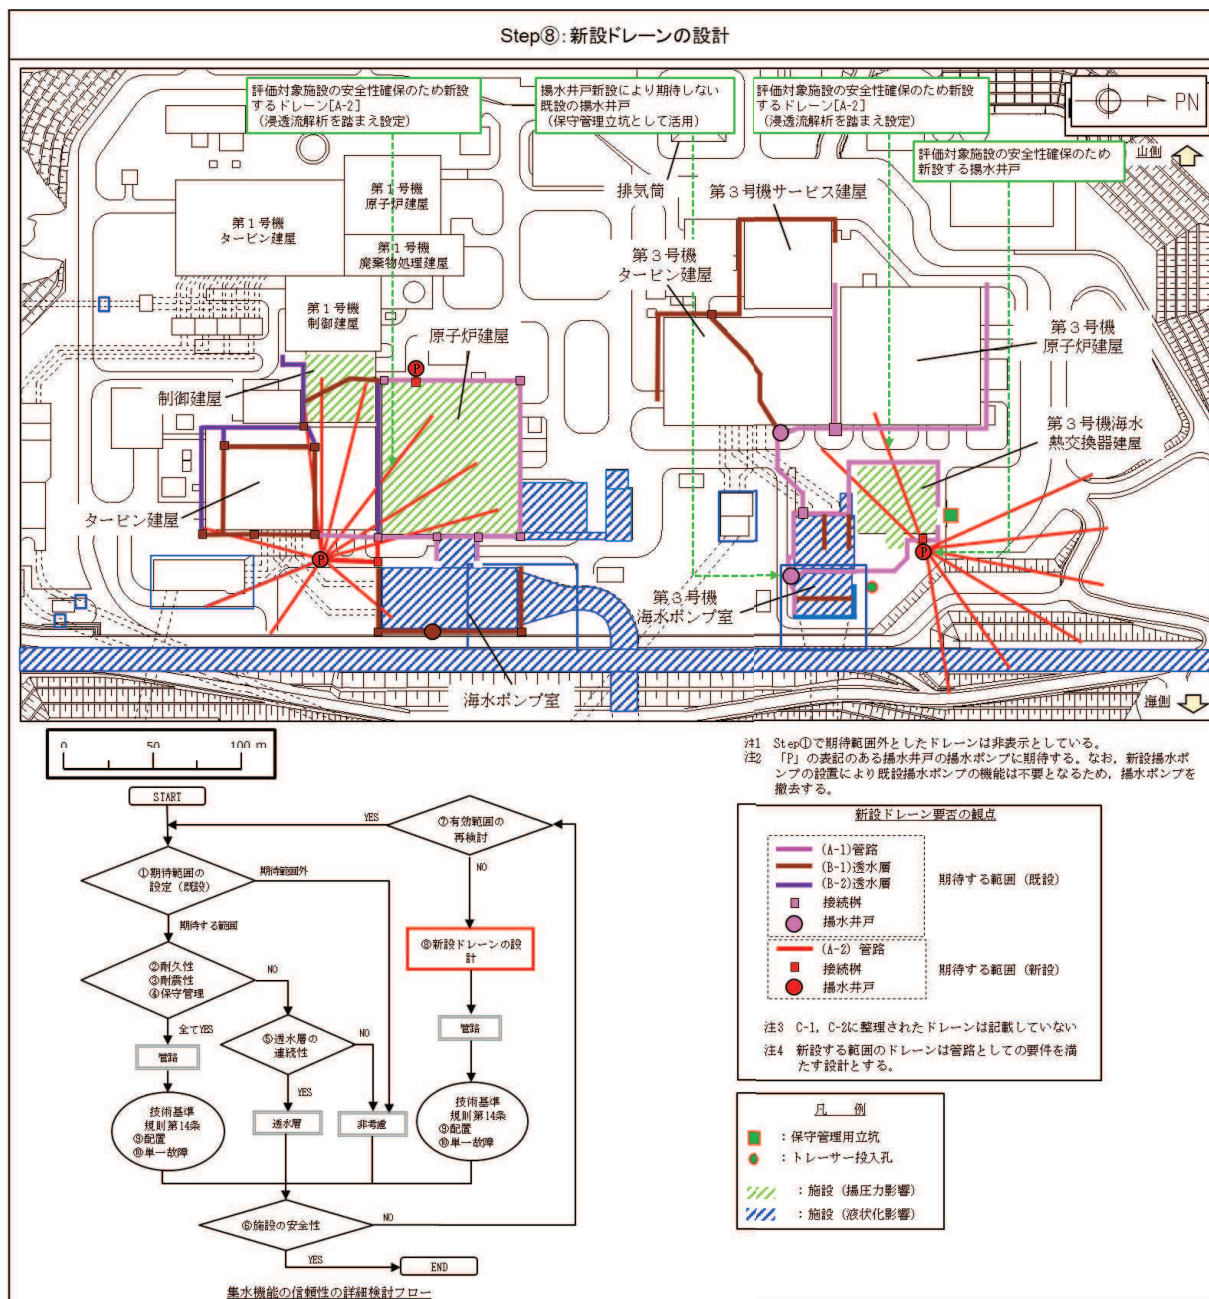 Step⑧:新設ドレーンの設計
評価対象施設の安全性確保のため新設
するドレーン[A-2]
(浸透流解析を踏まえ設定)
揚水井戸新設により期待しない
既設の揚水井戸
(保守管理立坑として活用)
評価対象施設の安全性確保のため新設
するドレーン[A-2]
(浸透流解析を踏まえ設定)
PN
評価対象施設の安全性確保のため
新設する揚水井戸
山側
第1号機
原子炉建屋
第1号機
タービン建屋
第1号機
廃棄物処理建屋
第1号機
制御建屋
排気筒
第3号機サービス建屋
第3号機
タービン建屋
原子炉建屋
第3号機
原子炉建屋
制御建屋
第3号機海水
熱交換器建屋
タービン建屋
P
P
P
第3号機
海水ポンプ室
海水ポンプ室
海側
0 50 100 m
注1 Step①で期待範囲外としたドレーンは非表示としている。
注2 「P」の表記のある揚水井戸の揚水ポンプに期待する。なお,新設揚水ポ
ンプの設置により既設揚水ポンプの機能は不要となるため,揚水ポンプを
撤去する。
START
YES
⑦有効範囲の
再検討
NO
①期待範囲の
設定(既設)
期待範囲外
期待する範囲
⑧新設ドレーンの設
計
②耐久性
③耐震性
④保守管理
NO
全てYES
⑤透水層の
連続性
NO
YES
管路
管路
技術基準
規則第14条
⑨配置
⑩単一故障
透水層
非考慮
技術基準
規則第14条
⑨配置
⑩単一故障
⑥施設の安全性
NO
YES
END
集水機能の信頼性の詳細検討フロー
新設ドレーン要否の観点
(A-1)管路
(B-1)透水層
(B-2)透水層
接続桝
揚水井戸
期待する範囲(既設)
(A-2) 管路
接続桝
揚水井戸
期待する範囲(新設)
注3 C-1, C-2に整理されたドレーンは記載していない
注4 新設する範囲のドレーンは管路としての要件を満
たす設計とする。
凡 例
:保守管理用立坑
:トレーサー投入孔
:施設(揚圧力影響)
:施設(液状化影響)